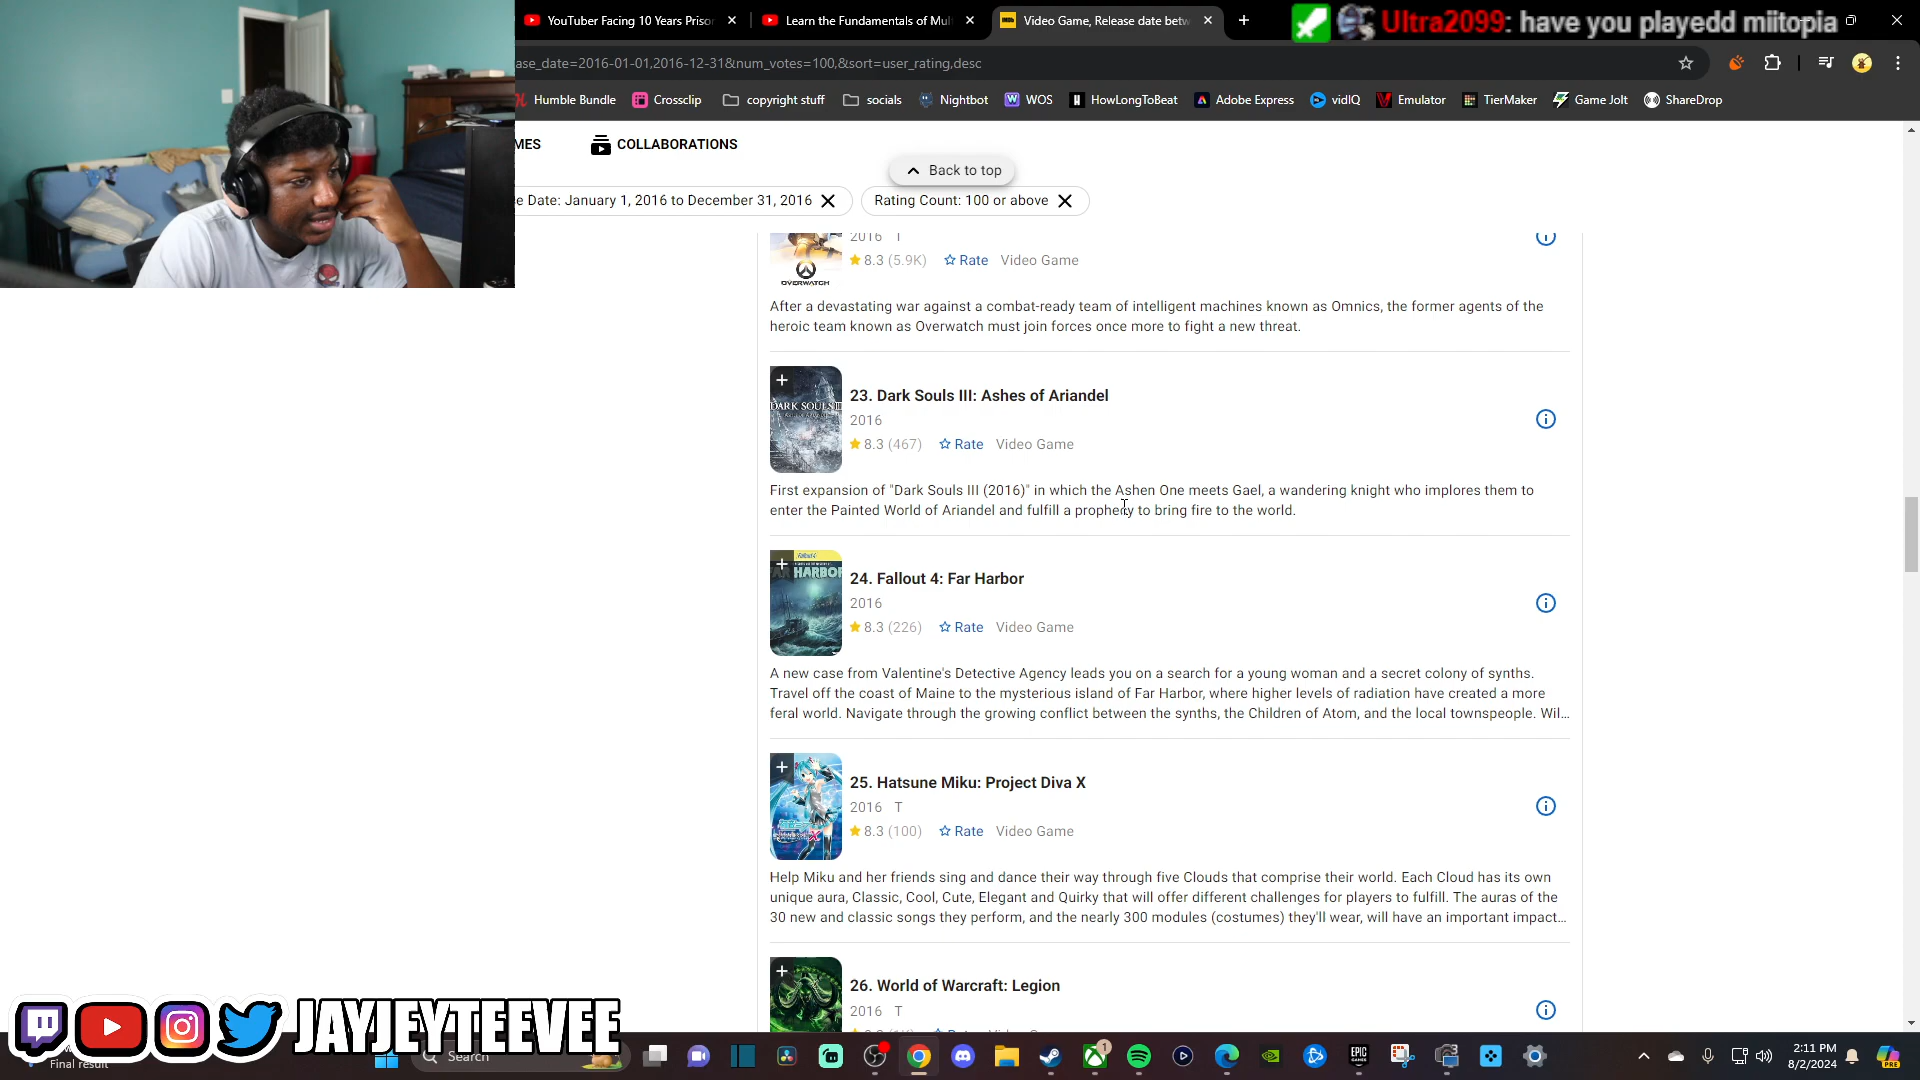 YouTuber Facing 10 Years Prison
Learn the Fundamentals of Mul
Video Game, Release date betw
Ultra2099: have you playedd miitopia
ase_date=2016-01-01,2016-12-31&num_votes=100,&sort=user_rating,desc
Humble Bundle
Crossclip
copyright stuff
socials
Nightbot
WOS
HowLongToBeat
Adobe Express
vidIQ
Emulator
TierMaker
Game Jolt
ShareDrop
MES
COLLABORATIONS
Back to top
e Date: January 1, 2016 to December 31, 2016
Rating Count: 100 or above
OVERWATCH
2016 T
8.3 (5.9K) Rate Video Game
After a devastating war against a combat-ready team of intelligent machines known as Omnics, the former agents of the
heroic team known as Overwatch must join forces once more to fight a new threat.
DARK SOULS III
23. Dark Souls III: Ashes of Ariandel
2016
8.3 (467) Rate Video Game
First expansion of "Dark Souls III (2016)" in which the Ashen One meets Gael, a wandering knight who implores them to
enter the Painted World of Ariandel and fulfill a prophecy to bring fire to the world.
FAR HARBOR
24. Fallout 4: Far Harbor
2016
8.3 (226) Rate Video Game
A new case from Valentine's Detective Agency leads you on a search for a young woman and a secret colony of synths.
Travel off the coast of Maine to the mysterious island of Far Harbor, where higher levels of radiation have created a more
feral world. Navigate through the growing conflict between the synths, the Children of Atom, and the local townspeople. Wil...
25. Hatsune Miku: Project Diva X
2016 T
8.3 (100) Rate Video Game
Help Miku and her friends sing and dance their way through five Clouds that comprise their world. Each Cloud has its own
unique aura, Classic, Cool, Cute, Elegant and Quirky that will offer different challenges for players to fulfill. The auras of the
30 new and classic songs they perform, and the nearly 300 modules (costumes) they'll wear, will have an important impact...
26. World of Warcraft: Legion
2016 T
JAYJEYTEEVEE
Final result
Search
2:11 PM
8/2/2024